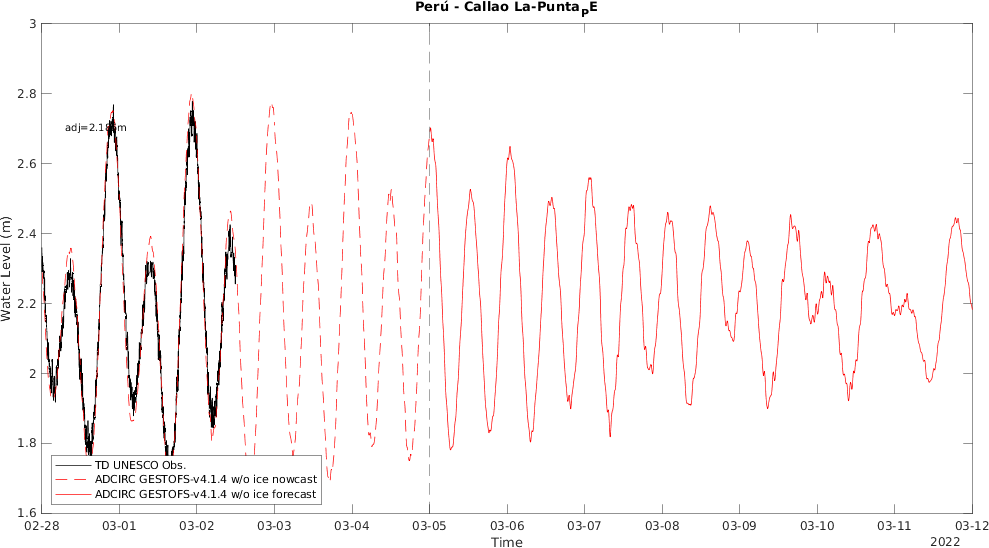 Perú - Callao La-PuntaPE
3
2.8
2.6
2.4
2.2
2
1.8
1.6
Water Level (m)
TD UNESCO Obs.
ADCIRC GESTOFS-v4.1.4 w/o ice nowcast
ADCIRC GESTOFS-v4.1.4 w/o ice forecast
02-28 03-01 03-02 03-03 03-04 03-05 03-06 03-07 03-08 03-09 03-10 03-11 03-12
Time
2022